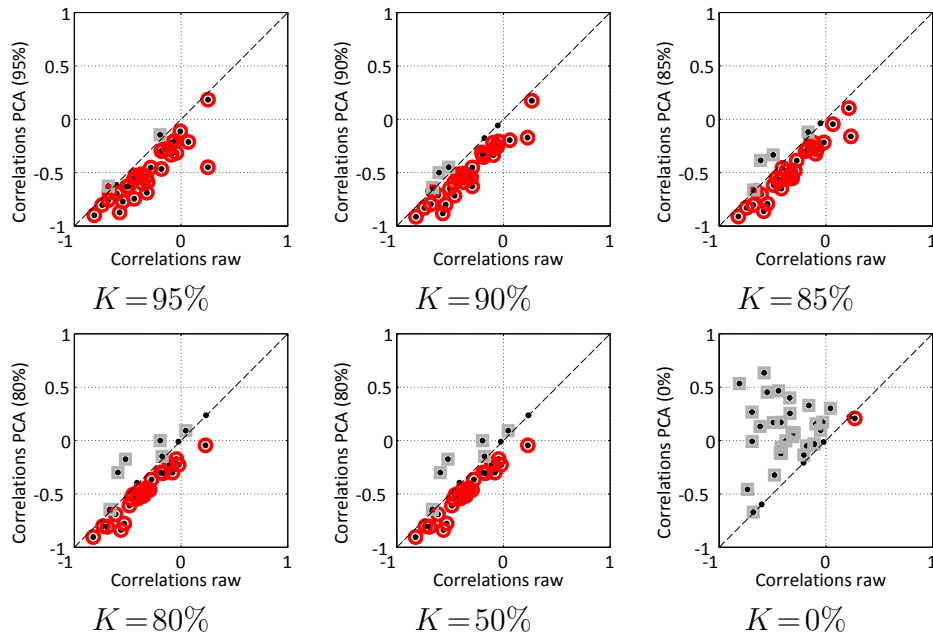 1
0.5
0
-0.5
-1
-1 0 1
Correlations PCA (95%)
Correlations raw
K=95%
1
0.5
0
-0.5
-1
-1 0 1
Correlations PCA (90%)
Correlations raw
K=90%
1
0.5
0
-0.5
-1
-1 0 1
Correlations PCA (85%)
Correlations raw
K=85%
1
0.5
0
-0.5
-1
-1 0 1
Correlations PCA (80%)
Correlations raw
K=80%
1
0.5
0
-0.5
-1
-1 0 1
Correlations PCA (80%)
Correlations raw
K=50%
1
0.5
0
-0.5
-1
-1 0 1
Correlations PCA (0%)
Correlations raw
K=0%